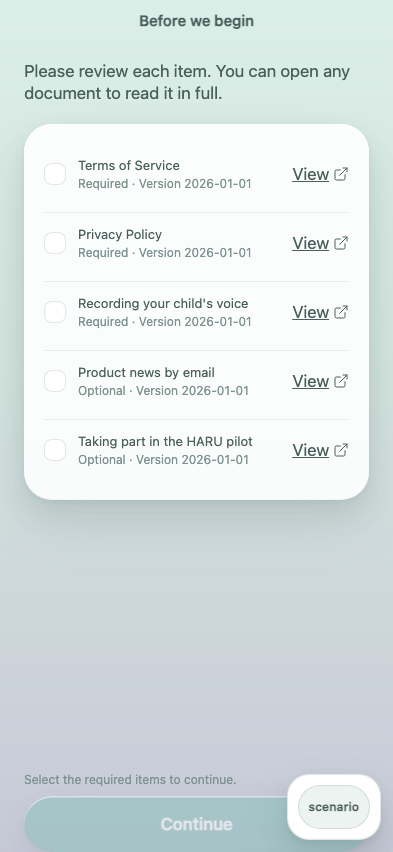 Before we begin
Please review each item. You can open any
document to read it in full.
Terms of Service
Required · Version 2026-01-01
View
Privacy Policy
Required · Version 2026-01-01
View
Recording your child's voice
Required · Version 2026-01-01
View
Product news by email
Optional · Version 2026-01-01
View
Taking part in the HARU pilot
Optional · Version 2026-01-01
View
Select the required items to continue.
Continue
scenario